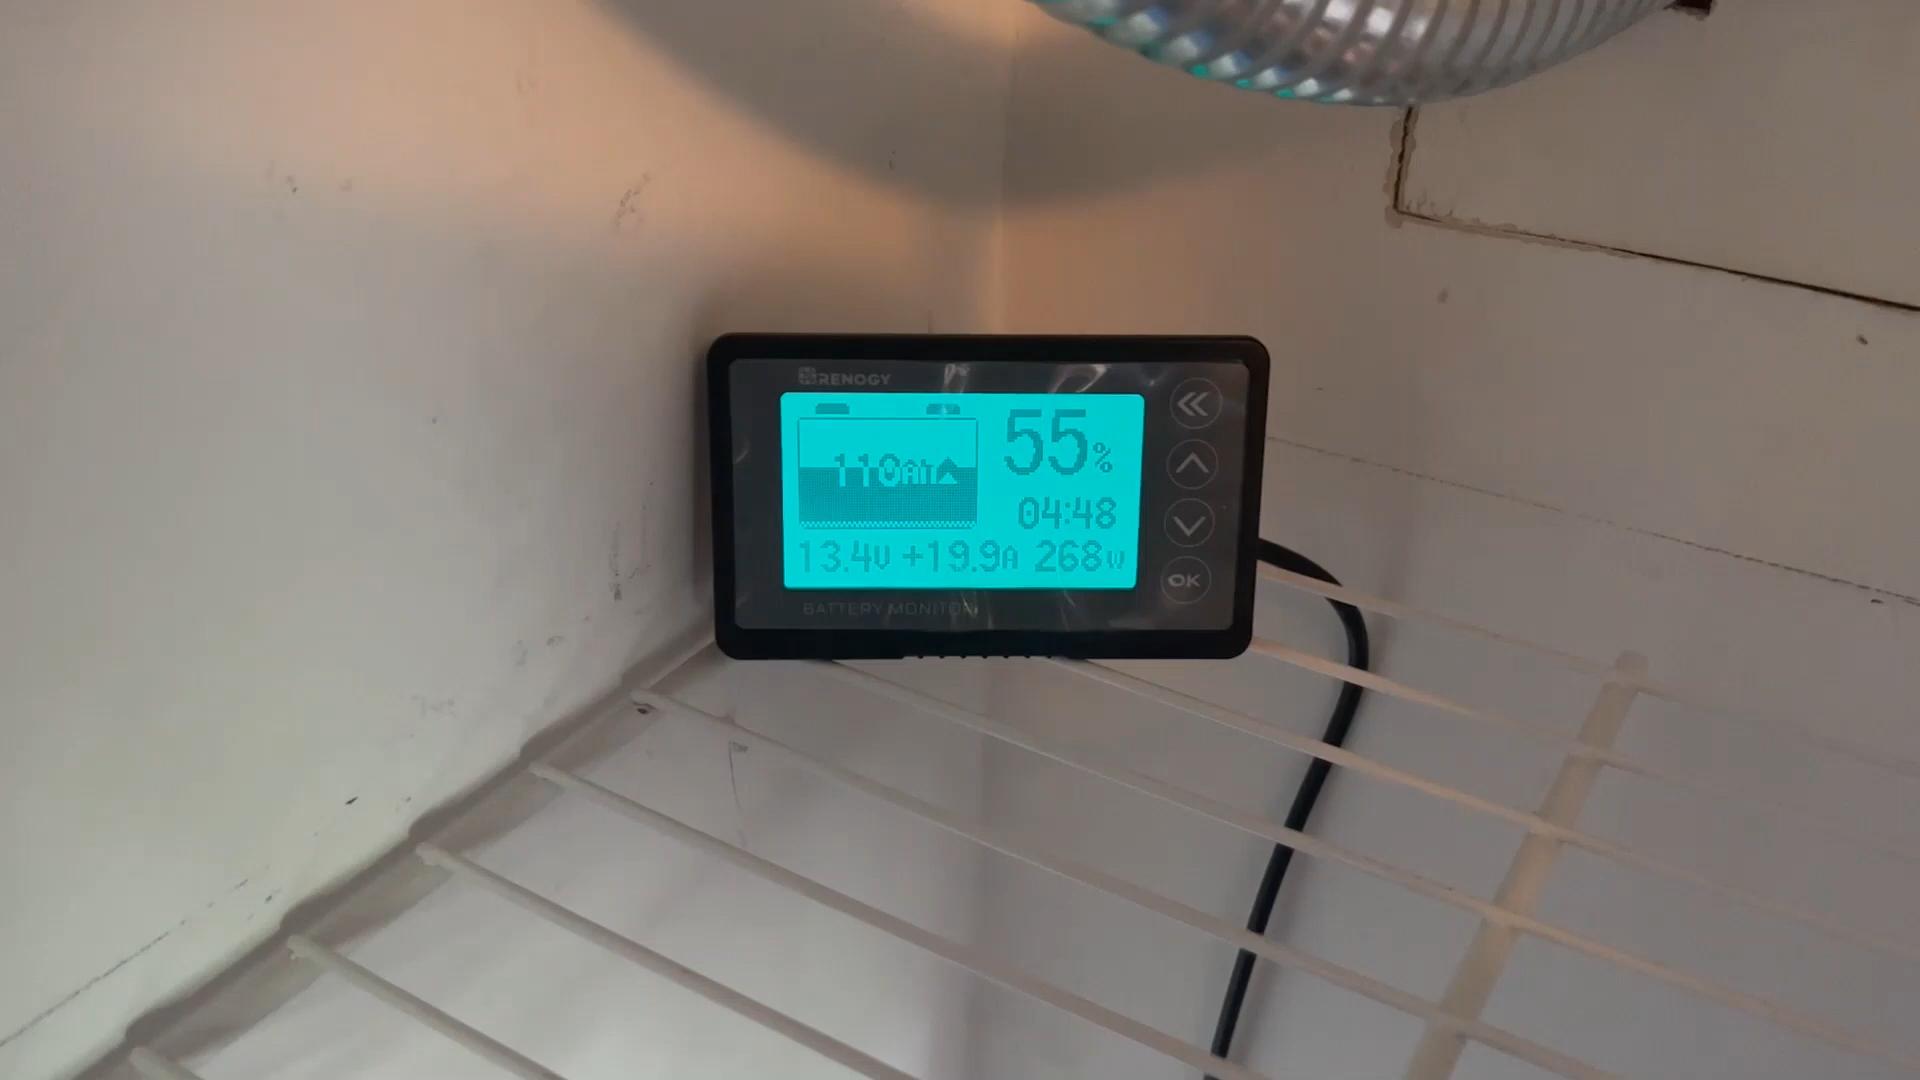 RENOGY
110Ah
55%
04:48
13.4V +19.9A 268W
BATTERY MONITOR
OK